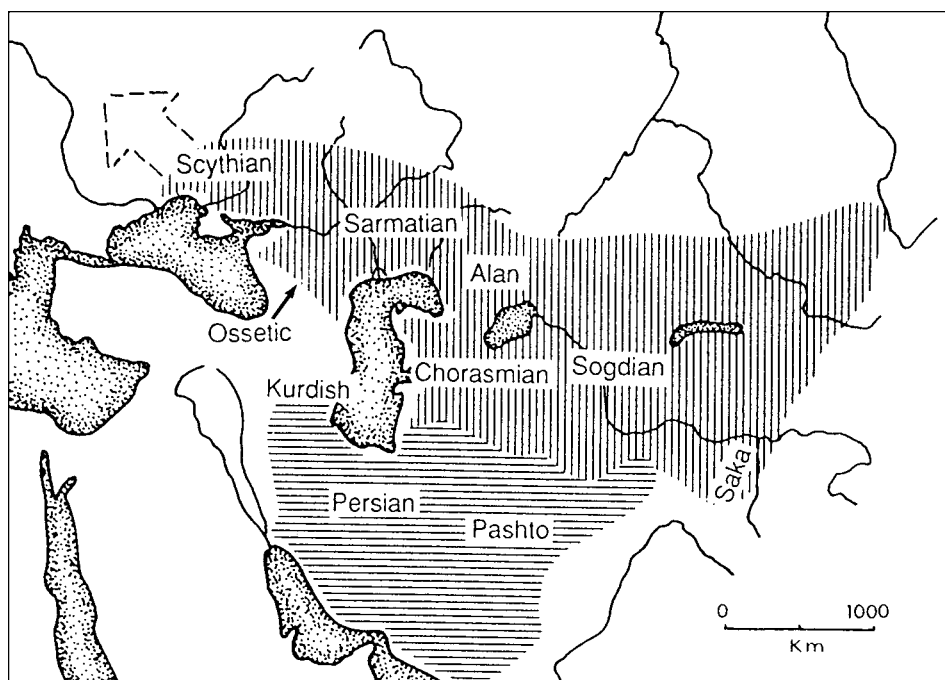 Scythian
Sarmatian
Alan
Ossetic
Kurdish
Chorasmian
Sogdian
Saka
Persian
Pashto
0 1000
Km